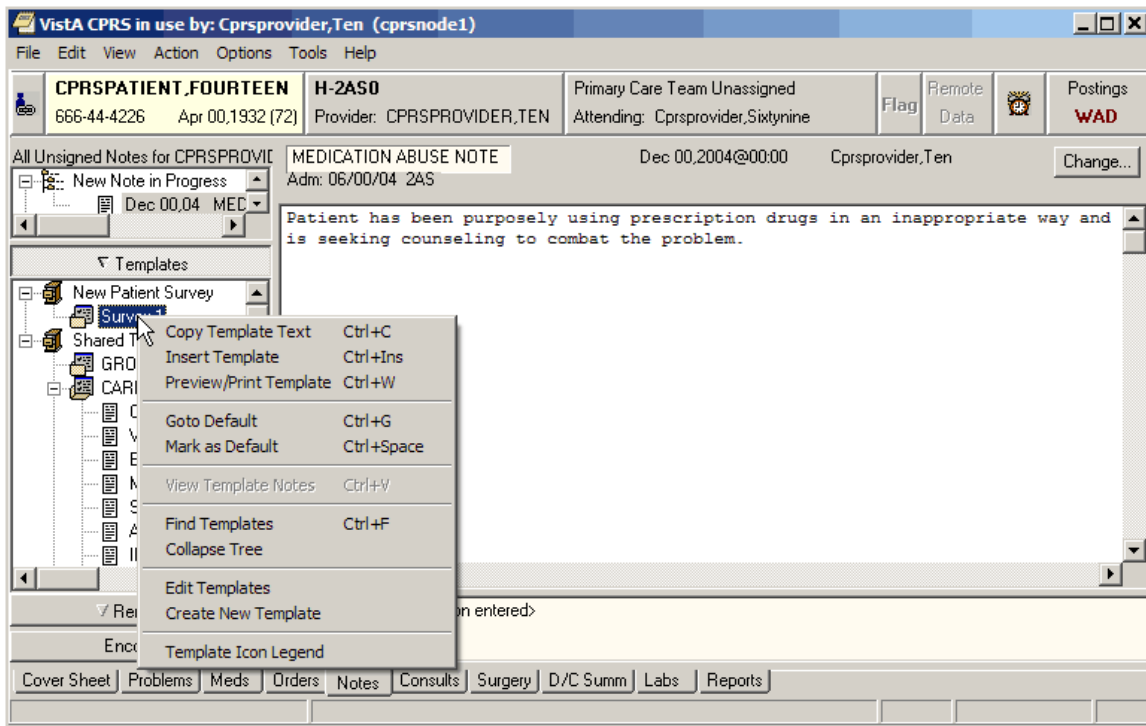 VistA CPRS in use by: Cprsprovider,Ten (cprsnode1)
File Edit View Action Options Tools Help
CPRSPATIENT,FOURTEEN H-2AS0 Primary Care Team Unassigned Flag Remote Data Postings
666-44-4226 Apr 00,1932 (72) Provider: CPRSPROVIDER,TEN Attending: Cprsprovider,Sixtynine WAD
All Unsigned Notes for CPRSPROVIE MEDICATION ABUSE NOTE Dec 00,2004@00:00 Cprsprovider,Ten Change...
New Note in Progress Adm: 06/00/04 2AS
Dec 00,04 MED
Patient has been purposely using prescription drugs in an inappropriate way and
is seeking counseling to combat the problem.
Templates
New Patient Survey
Survey 1
Shared T
GRO
CARI
Copy Template Text Ctrl+C
Insert Template Ctrl+Ins
Preview/Print Template Ctrl+W
Goto Default Ctrl+G
Mark as Default Ctrl+Space
View Template Notes Ctrl+V
Find Templates Ctrl+F
Collapse Tree
Edit Templates
Create New Template
Template Icon Legend
Rei
on entered>
Enco
Cover Sheet Problems Meds Orders Notes Consults Surgery D/C Summ Labs Reports